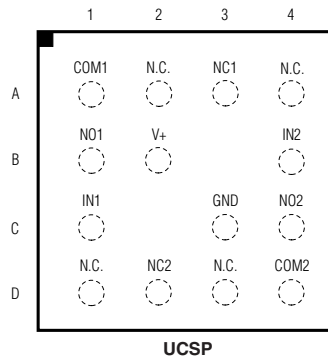 1 2 3 4
COM1 N.C. NC1 N.C.
A
NO1 V+ IN2
B
IN1 GND NO2
C
N.C. NC2 N.C. COM2
D
UCSP